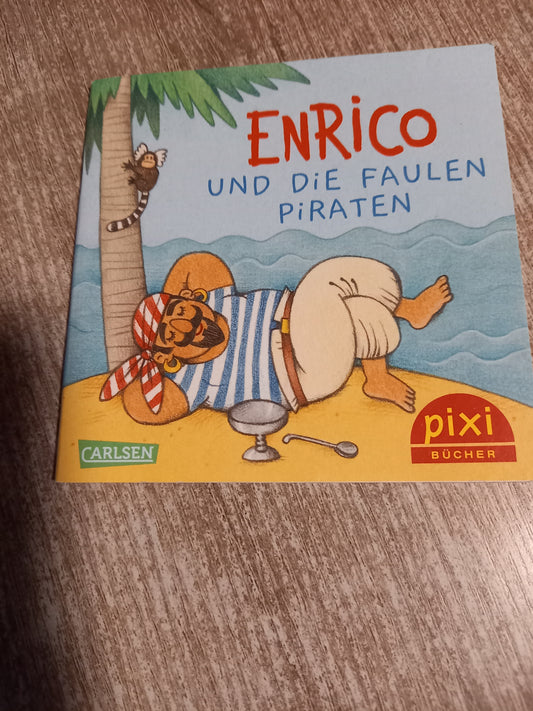 ENRiCO
UND DiE FAULEN
PiRATEN
CARLSEN
pixi
BÜCHER